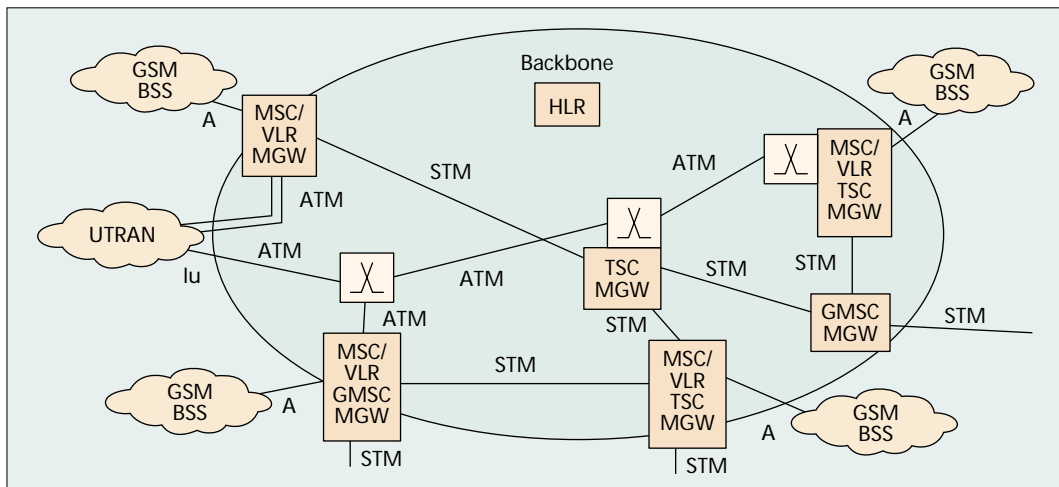 Backbone
HLR
GSM
BSS
A
MSC/
VLR
MGW
ATM
STM
ATM
GSM
BSS
A
MSC/
VLR
TSC
MGW
UTRAN
Iu
ATM
ATM
ATM
TSC
MGW
STM
STM
STM
GMSC
MGW
STM
MSC/
VLR
GMSC
MGW
STM
GSM
BSS
A
STM
MSC/
VLR
TSC
MGW
STM
A
GSM
BSS